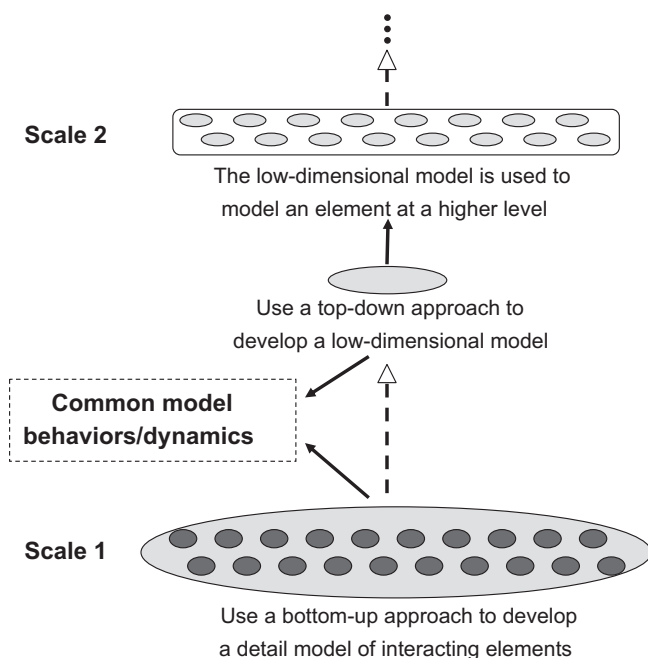 Scale 2
The low-dimensional model is used to
model an element at a higher level
Use a top-down approach to
develop a low-dimensional model
Common model
behaviors/dynamics
Scale 1
Use a bottom-up approach to develop
a detail model of interacting elements